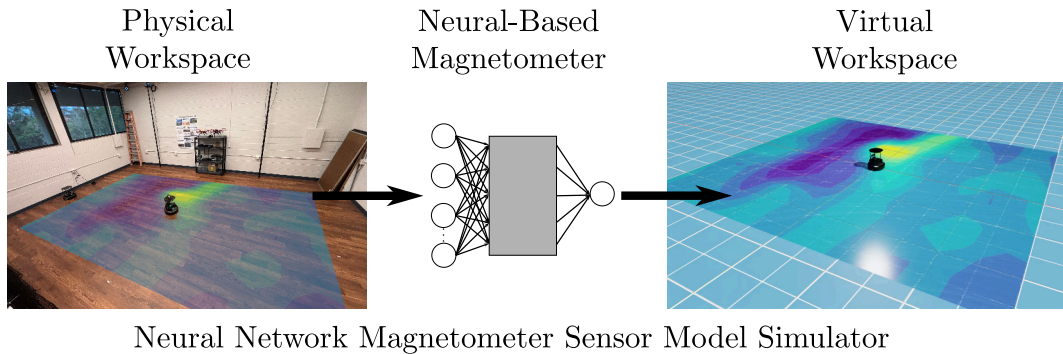 Physical
Workspace
Neural-Based
Magnetometer
Virtual
Workspace
Neural Network Magnetometer Sensor Model Simulator